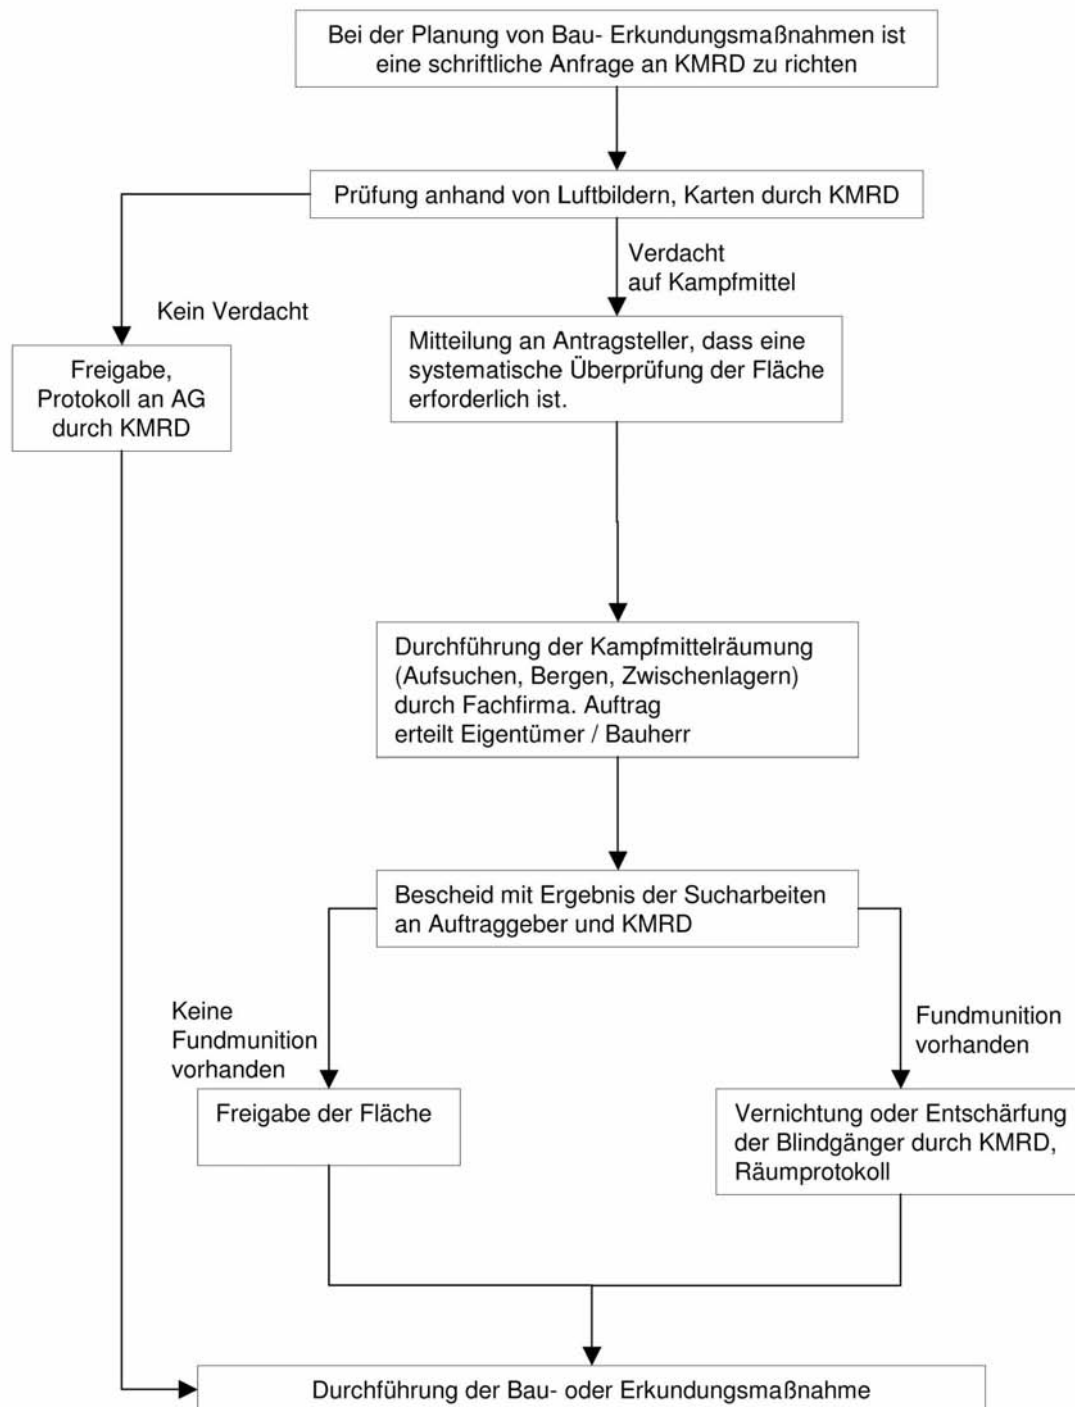 Bei der Planung von Bau- Erkundungsmaßnahmen ist
eine schriftliche Anfrage an KMRD zu richten
Prüfung anhand von Luftbildern, Karten durch KMRD
Verdacht
auf Kampfmittel
Kein Verdacht
Freigabe,
Protokoll an AG
durch KMRD
Mitteilung an Antragsteller, dass eine
systematische Überprüfung der Fläche
erforderlich ist.
Durchführung der Kampfmittelräumung
(Aufsuchen, Bergen, Zwischenlagern)
durch Fachfirma. Auftrag
erteilt Eigentümer / Bauherr
Bescheid mit Ergebnis der Sucharbeiten
an Auftraggeber und KMRD
Keine
Fundmunition
vorhanden
Fundmunition
vorhanden
Freigabe der Fläche
Vernichtung oder Entschärfung
der Blindgänger durch KMRD,
Räumprotokoll
Durchführung der Bau- oder Erkundungsmaßnahme